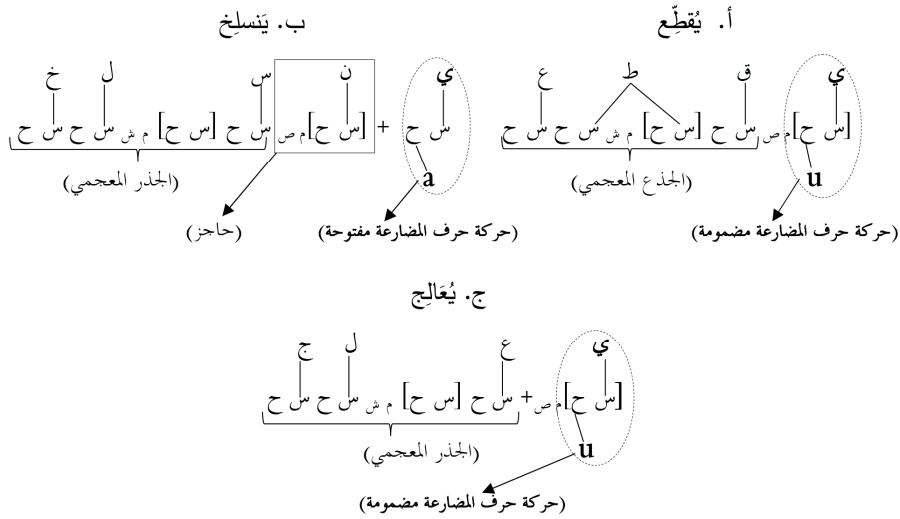 أ. يُقطِّع
ي ق ط ع
[س ح] م ص س ح [س ح] م ش س ح س ح
u
(الجذع المعجمي)
(حركة حرف المضارعة مضمومة)
ب. يَنسلِخ
ي ن س ل خ
س ح + [س ح] م ص س ح [س ح] م ش س ح س ح
a
(الجذر المعجمي)
(حاجز)
(حركة حرف المضارعة مفتوحة)
ج. يُعَالِج
ي ع ل ج
[س ح] م ص + س ح [س ح] م ش س ح س ح
u
(الجذر المعجمي)
(حركة حرف المضارعة مضمومة)